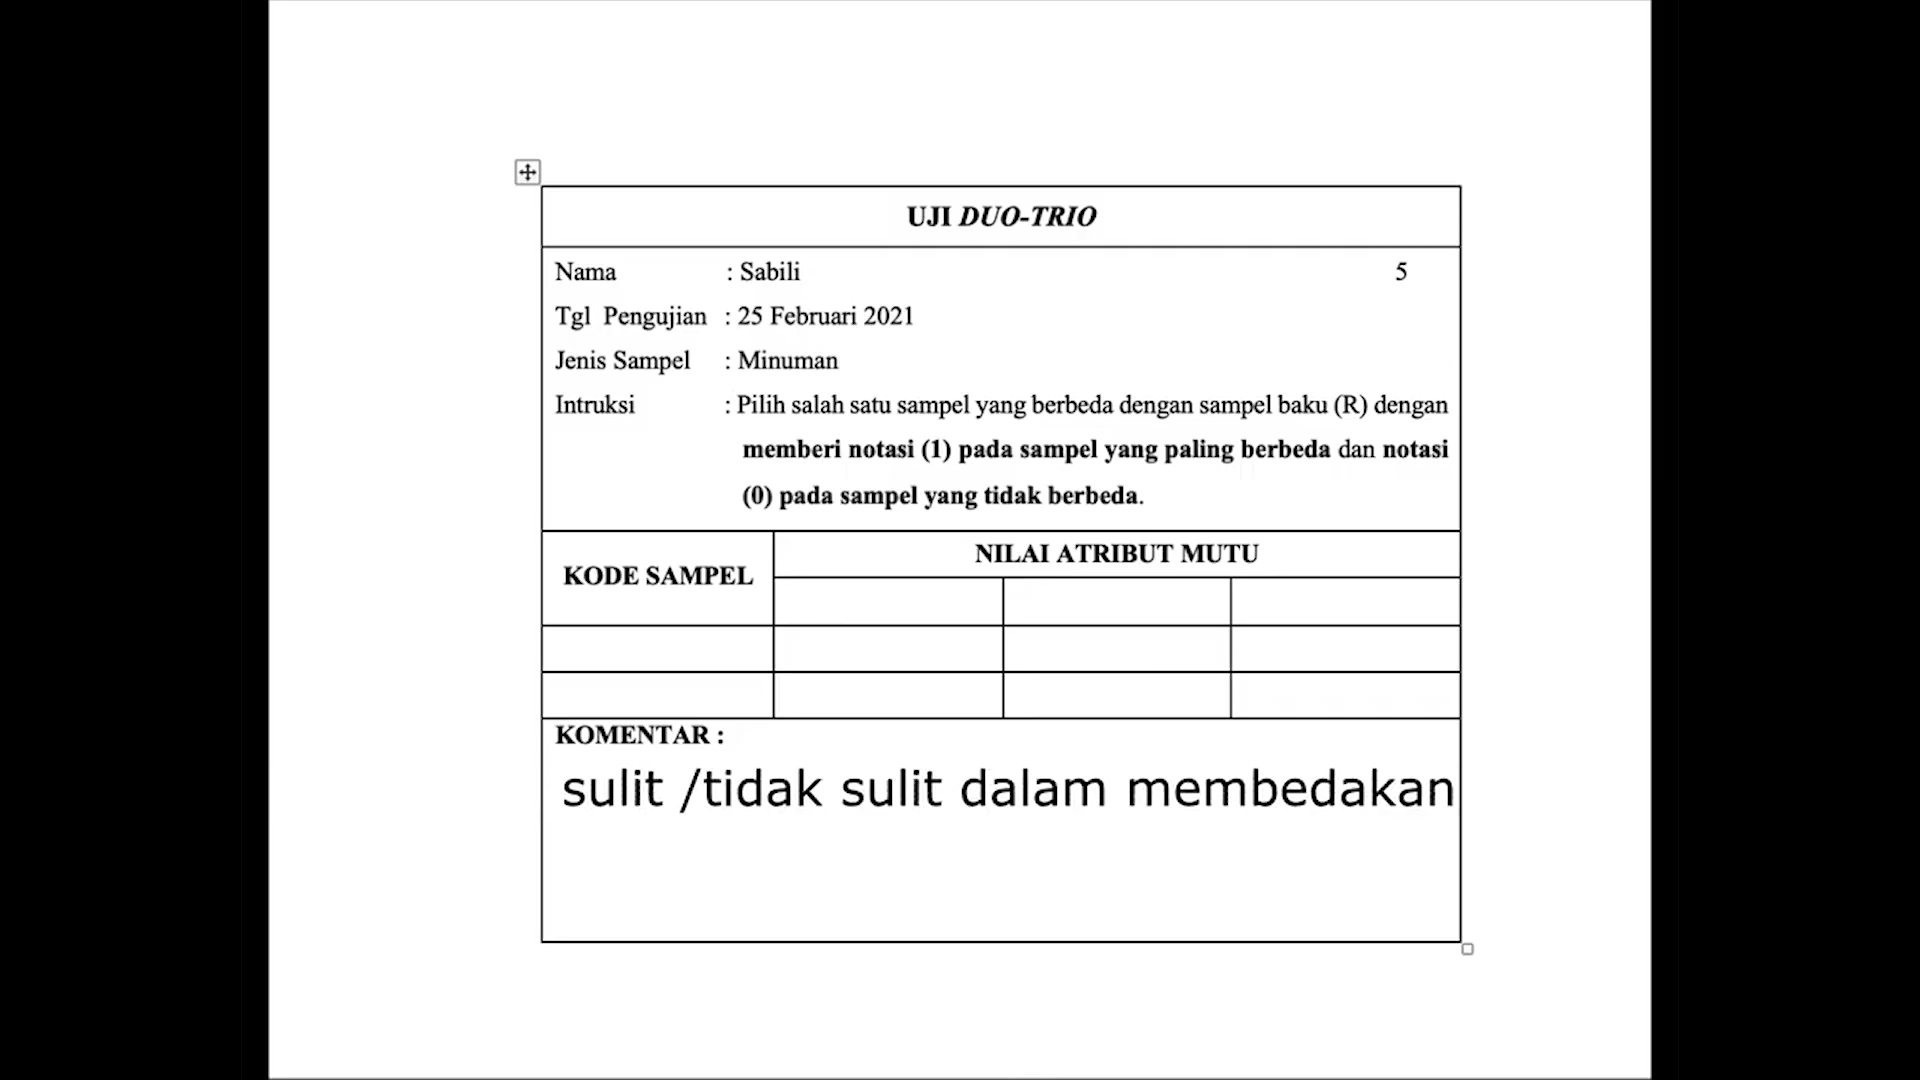 UJI DUO-TRIO
Nama : Sabili 5
Tgl Pengujian : 25 Februari 2021
Jenis Sampel : Minuman
Intruksi : Pilih salah satu sampel yang berbeda dengan sampel baku (R) dengan
memberi notasi (1) pada sampel yang paling berbeda dan notasi
(0) pada sampel yang tidak berbeda.
KODE SAMPEL
NILAI ATRIBUT MUTU
KOMENTAR :
sulit /tidak sulit dalam membedakan